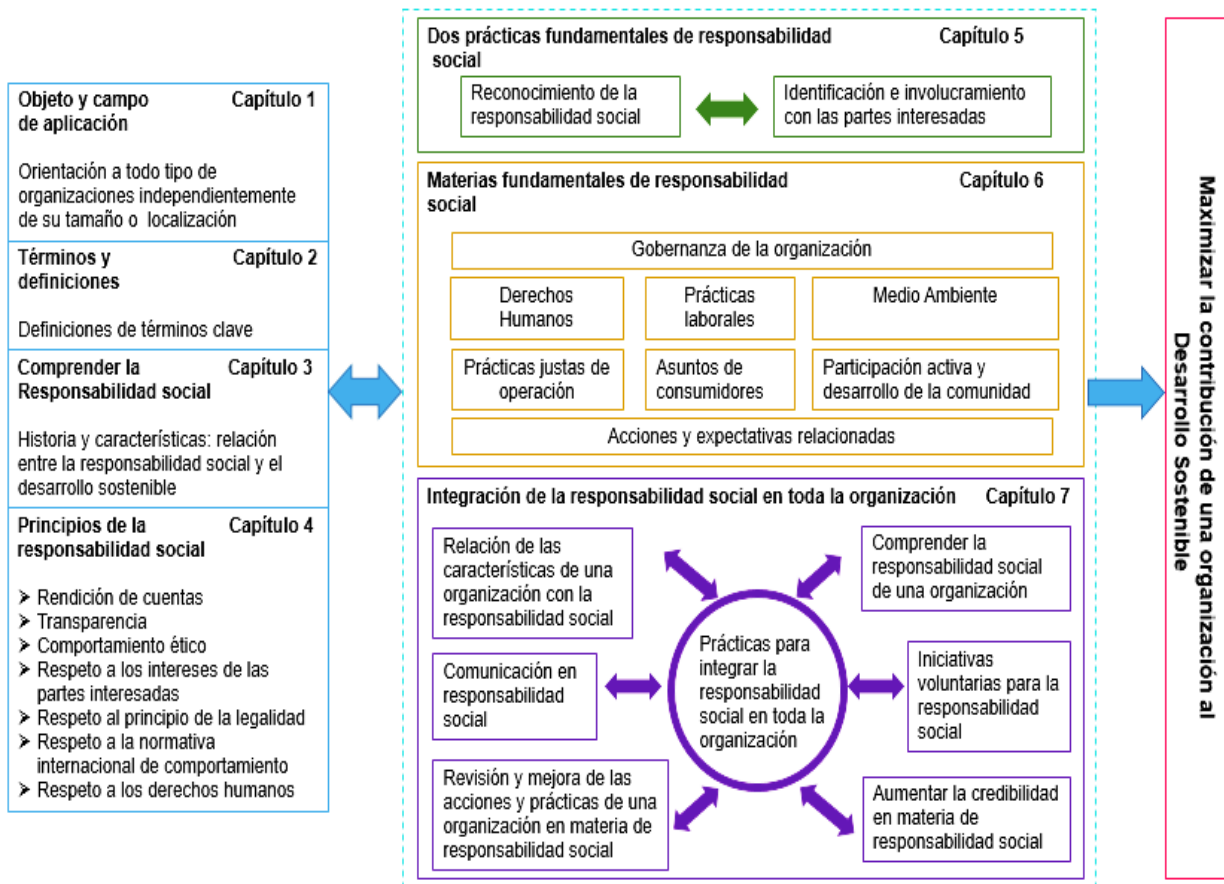 Objeto y campo Capítulo 1
de aplicación
Orientación a todo tipo de
organizaciones independientemente
de su tamaño o localización
Términos y Capítulo 2
definiciones
Definiciones de términos clave
Comprender la Capítulo 3
Responsabilidad social
Historia y características: relación
entre la responsabilidad social y el
desarrollo sostenible
Principios de la Capítulo 4
responsabilidad social
➢ Rendición de cuentas
➢ Transparencia
➢ Comportamiento ético
➢ Respeto a los intereses de las
partes interesadas
➢ Respeto al principio de la legalidad
➢ Respeto a la normativa
internacional de comportamiento
➢ Respeto a los derechos humanos
Dos prácticas fundamentales de responsabilidad Capítulo 5
social
Reconocimiento de la
responsabilidad social
Identificación e involucramiento
con las partes interesadas
Materias fundamentales de responsabilidad Capítulo 6
social
Gobernanza de la organización
Derechos
Humanos
Prácticas
laborales
Medio Ambiente
Prácticas justas de
operación
Asuntos de
consumidores
Participación activa y
desarrollo de la comunidad
Acciones y expectativas relacionadas
Integración de la responsabilidad social en toda la organización Capítulo 7
Relación de las
características de una
organización con la
responsabilidad social
Comprender la
responsabilidad social
de una organización
Comunicación en
responsabilidad
social
Prácticas para
integrar la
responsabilidad
social en toda la
organización
Iniciativas
voluntarias para la
responsabilidad
social
Revisión y mejora de las
acciones y prácticas de una
organización en materia de
responsabilidad social
Aumentar la credibilidad
en materia de
responsabilidad social
Maximizar la contribución de una organización al
Desarrollo Sostenible